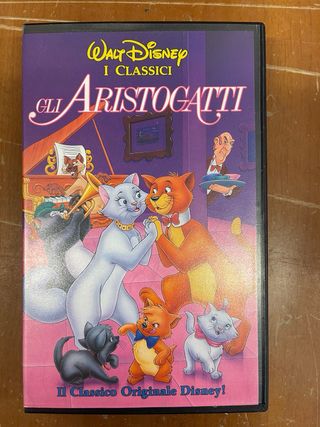 Walt Disney
I CLASSICI
GLI ARISTOGATTI
Il Classico Originale Disney!